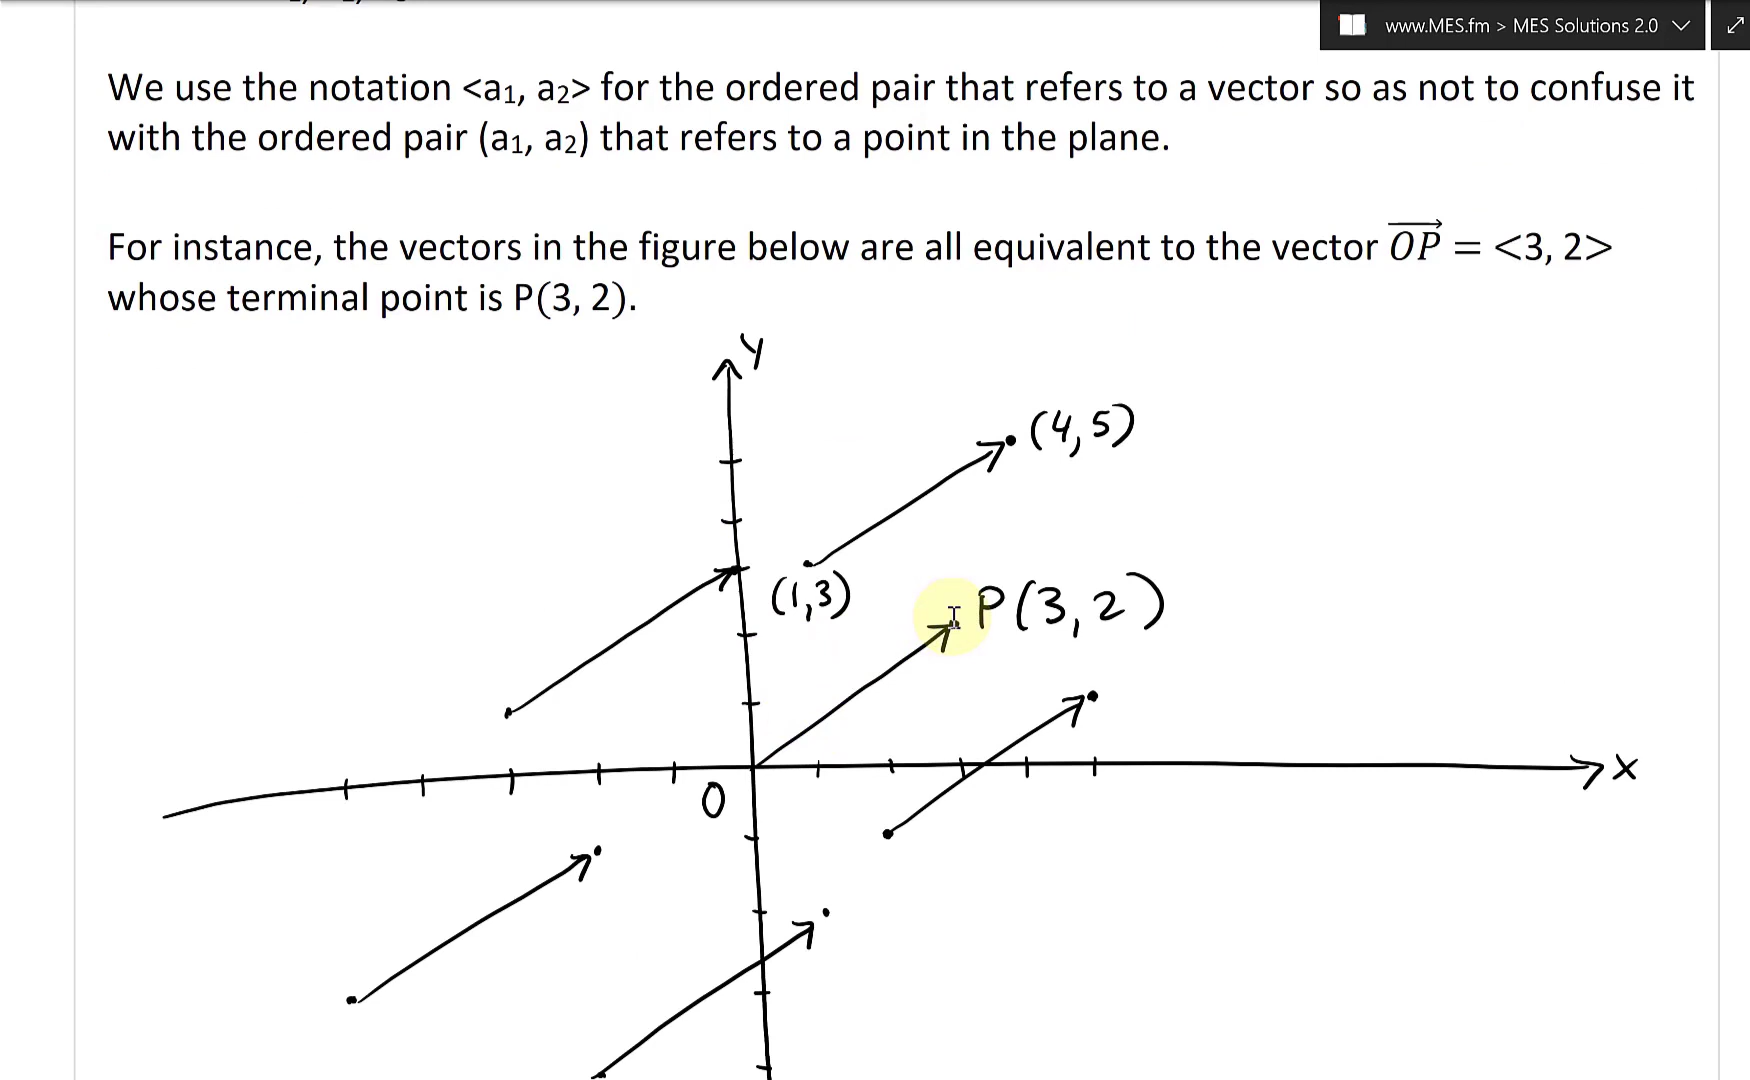 www.MES.fm > MES Solutions 2.0
We use the notation <a₁, a₂> for the ordered pair that refers to a vector so as not to confuse it
with the ordered pair (a₁, a₂) that refers to a point in the plane.
For instance, the vectors in the figure below are all equivalent to the vector OP⃗ = <3, 2>
whose terminal point is P(3, 2).
Y
(4,5)
(1,3)
P(3,2)
X
O